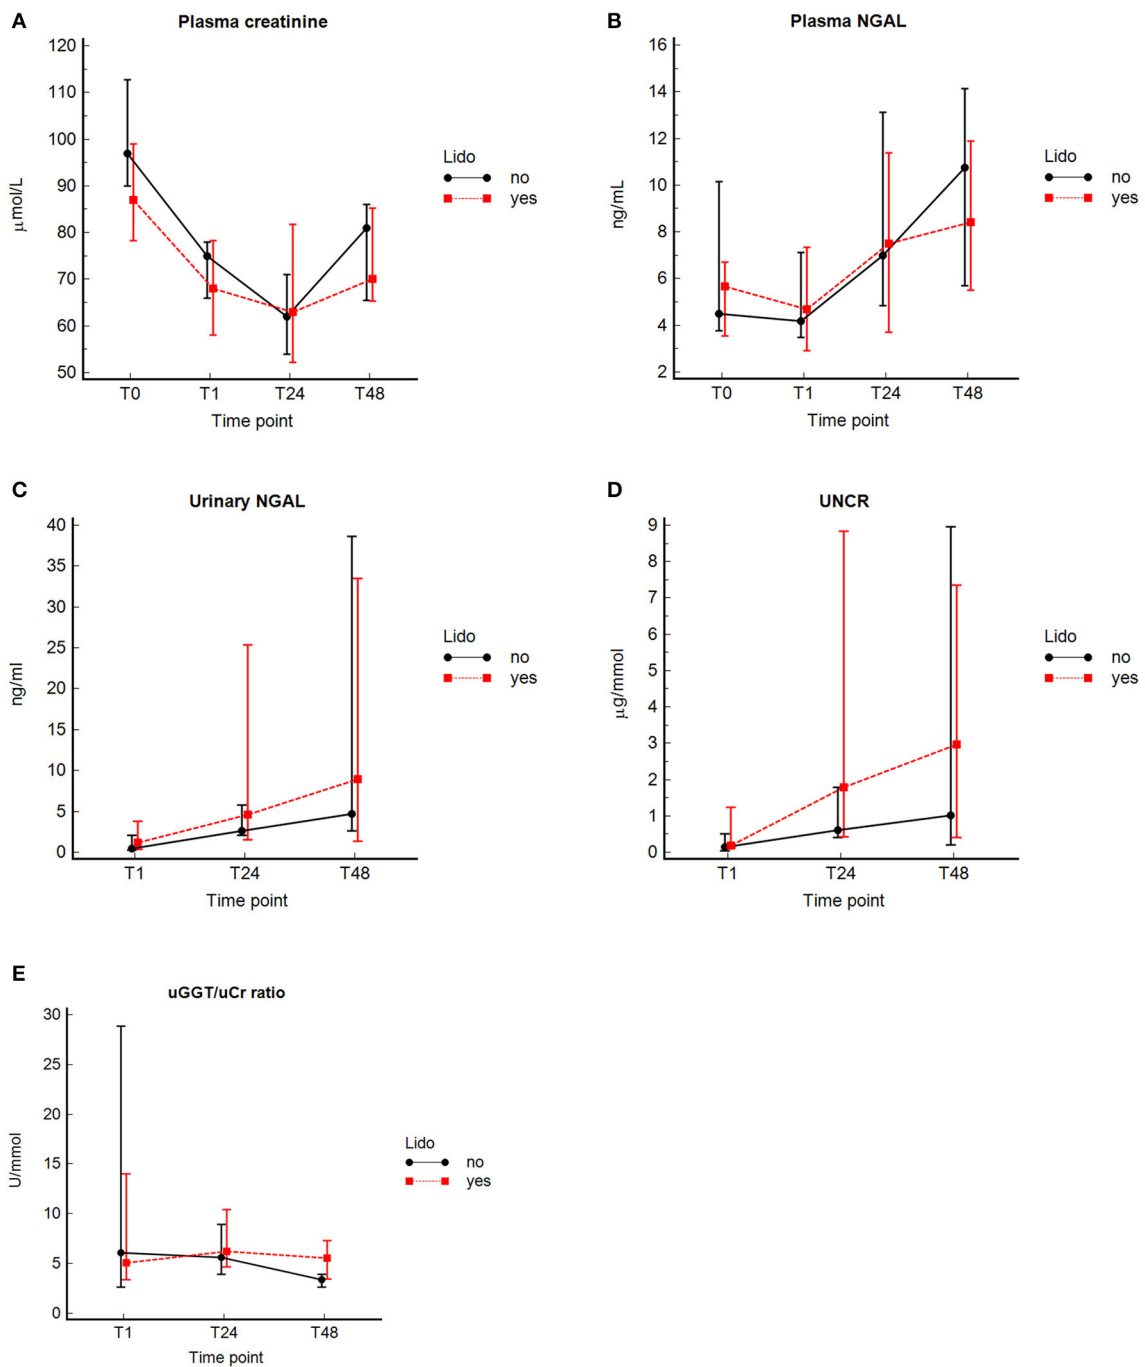 A
Plasma creatinine
120
110
100
90
80
70
60
50
μmol/L
T0 T1 T24 T48
Time point
Lido
no
yes
B
Plasma NGAL
16
14
12
10
8
6
4
2
ng/mL
T0 T1 T24 T48
Time point
Lido
no
yes
C
Urinary NGAL
40
35
30
25
20
15
10
5
0
ng/ml
T1 T24 T48
Time point
Lido
no
yes
D
UNCR
9
8
7
6
5
4
3
2
1
0
μg/mmol
T1 T24 T48
Time point
Lido
no
yes
E
uGGT/uCr ratio
30
25
20
15
10
5
0
U/mmol
T1 T24 T48
Time point
Lido
no
yes